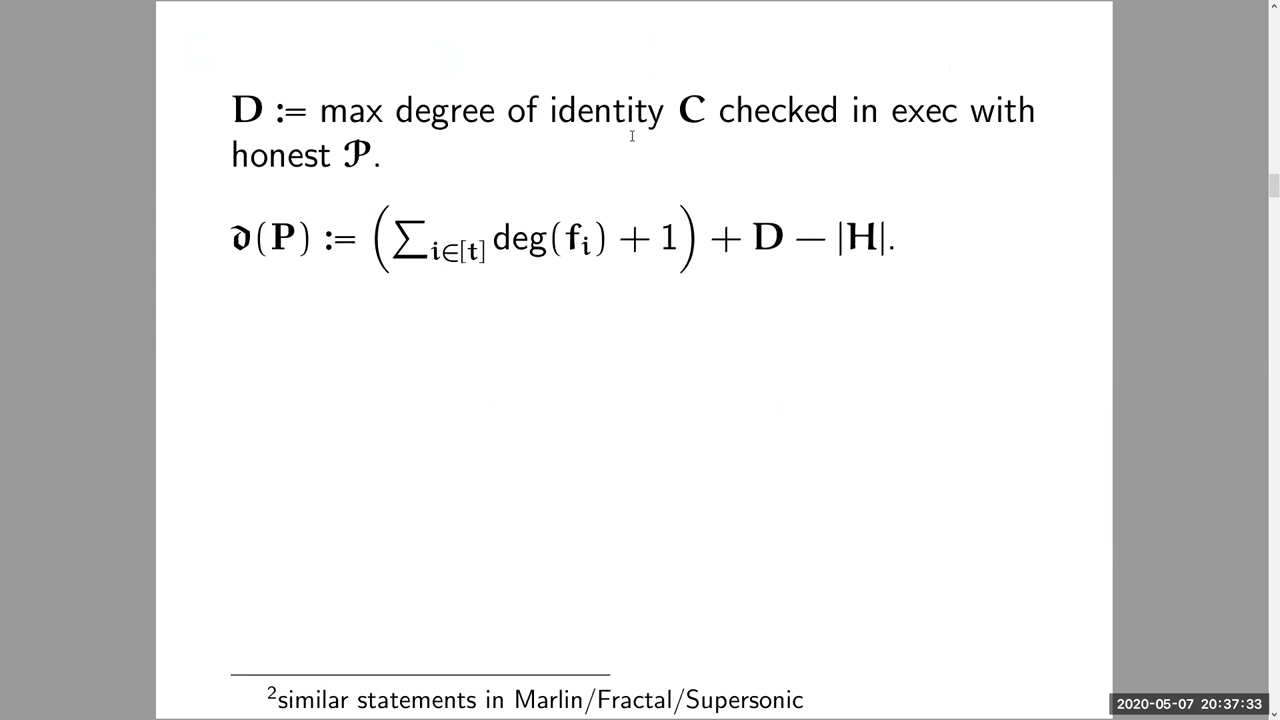 D := max degree of identity C checked in exec with
honest 𝒫.
𝔡(P) := (∑_{i∈[t]} deg(f_i) + 1) + D − |H|.
²similar statements in Marlin/Fractal/Supersonic
2020-05-07 20:37:33